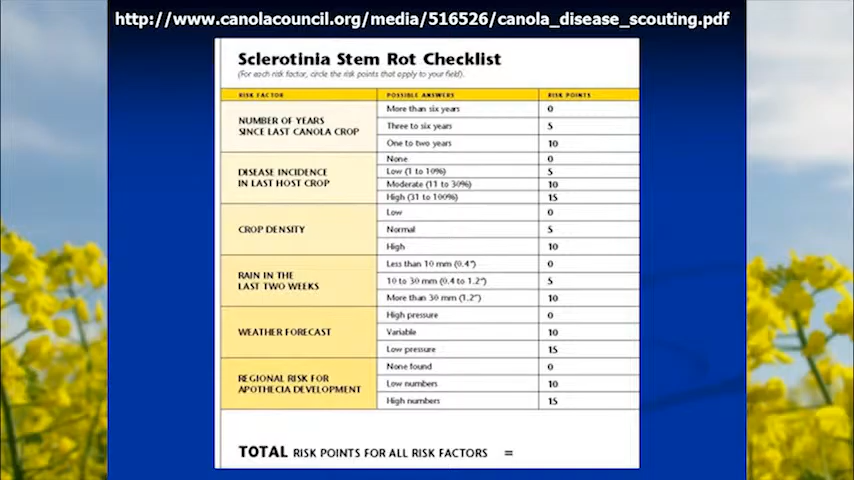 http://www.canolacouncil.org/media/516526/canola_disease_scouting.pdf
Sclerotinia Stem Rot Checklist
(For each risk factor, circle the risk points that apply to your field).
RISK FACTOR POSSIBLE ANSWERS RISK POINTS
NUMBER OF YEARS
SINCE LAST CANOLA CROP
More than six years 0
Three to six years 5
One to two years 10
DISEASE INCIDENCE
IN LAST HOST CROP
None 0
Low (1 to 10%) 5
Moderate (11 to 30%) 10
High (31 to 100%) 15
CROP DENSITY
Low 0
Normal 5
High 10
RAIN IN THE
LAST TWO WEEKS
Less than 10 mm (0.4") 0
10 to 30 mm (0.4 to 1.2") 5
More than 30 mm (1.2") 10
WEATHER FORECAST
High pressure 0
Variable 10
Low pressure 15
REGIONAL RISK FOR
APOTHECIA DEVELOPMENT
None found 0
Low numbers 10
High numbers 15
TOTAL RISK POINTS FOR ALL RISK FACTORS =